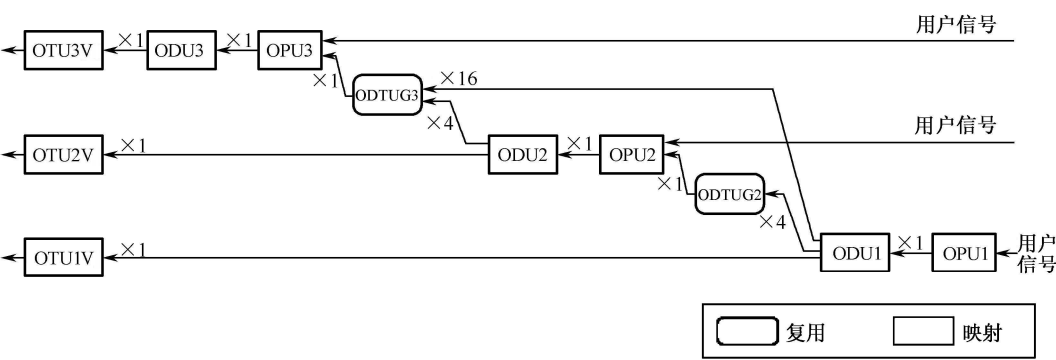 用户信号
OTU3V ×1 ODU3 ×1 OPU3
×1 ODTUG3 ×16
×4
用户信号
OTU2V ×1 ODU2 ×1 OPU2
×1 ODTUG2
×4
OTU1V ×1 ODU1 ×1 OPU1 用户
信号
复用 映射